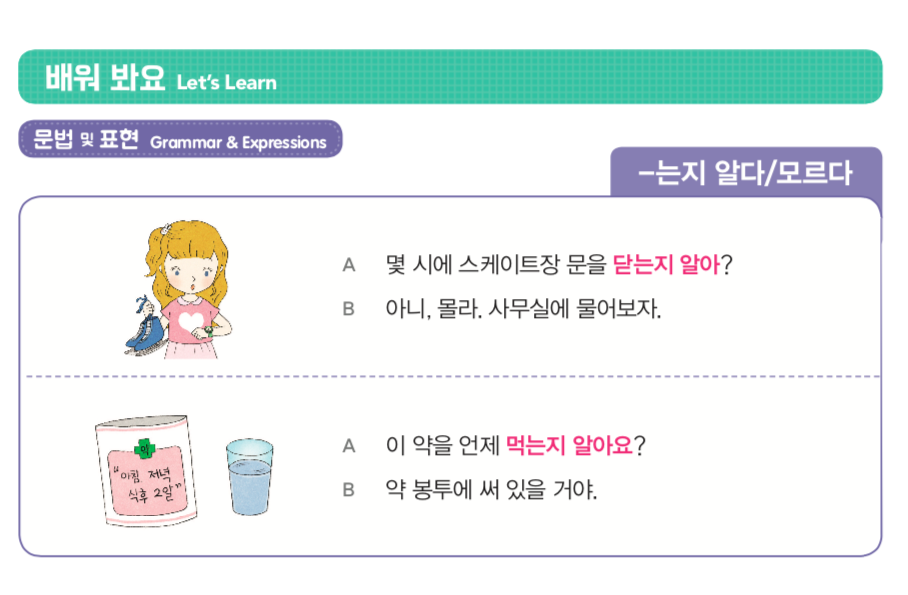 배워 봐요 Let's Learn
문법 및 표현 Grammar & Expressions
-는지 알다/모르다
A 몇 시에 스케이트장 문을 닫는지 알아?
B 아니, 몰라. 사무실에 물어보자.
약
"아침, 저녁
식후 2알"
A 이 약을 언제 먹는지 알아요?
B 약 봉투에 써 있을 거야.